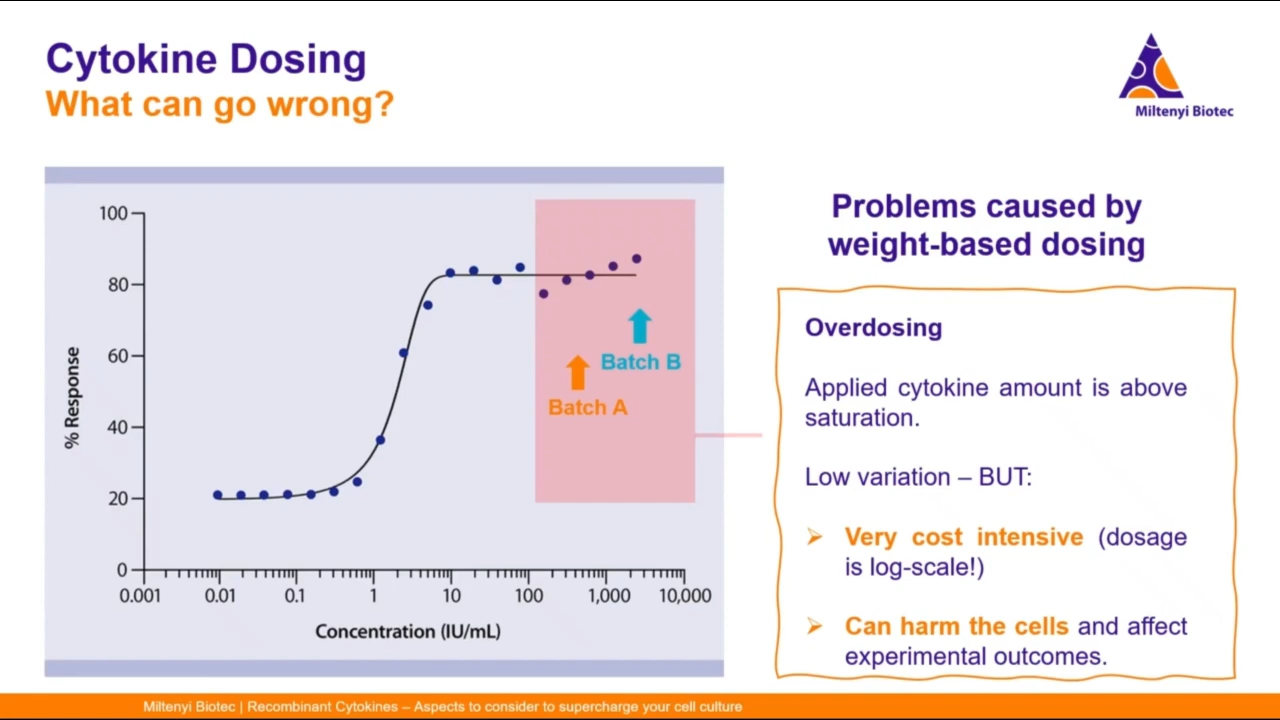 Cytokine Dosing
What can go wrong?
Miltenyi Biotec
100
80
60
40
20
0
% Response
Batch B
Batch A
0.001 0.01 0.1 1 10 100 1,000 10,000
Concentration (IU/mL)
Problems caused by
weight-based dosing
Overdosing
Applied cytokine amount is above
saturation.
Low variation – BUT:
➢ Very cost intensive (dosage
is log-scale!)
➢ Can harm the cells and affect
experimental outcomes.
Miltenyi Biotec | Recombinant Cytokines – Aspects to consider to supercharge your cell culture